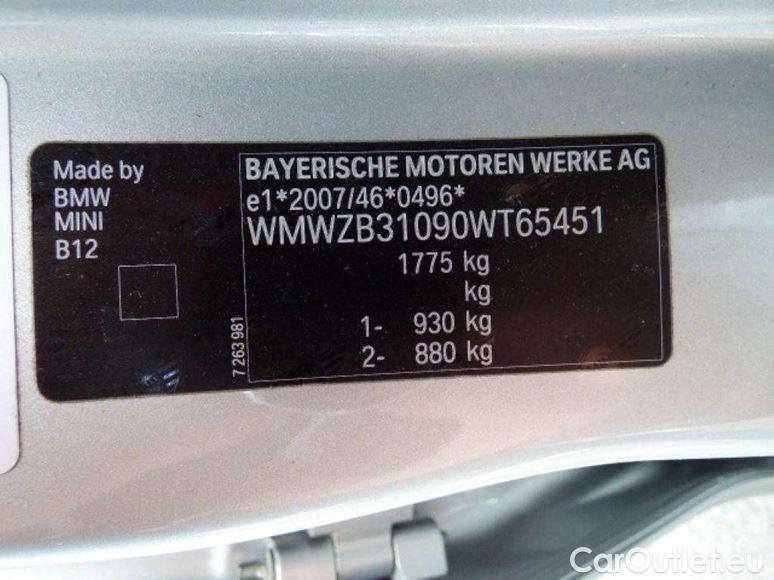 Made by
BMW
MINI
B12
7 263 981
BAYERISCHE MOTOREN WERKE AG
e1*2007/46*0496*
WMWZB31090WT65451
1775 kg
kg
1- 930 kg
2- 880 kg
CarOutlet.eu